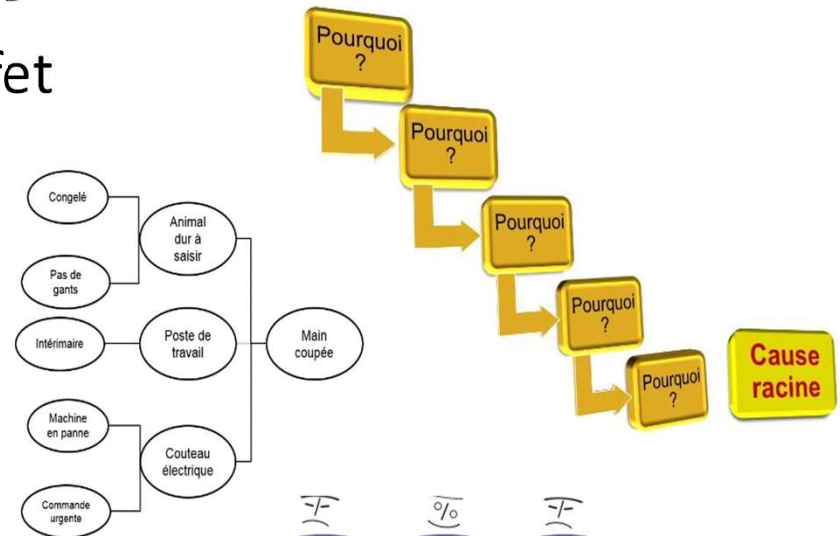 fet
Pourquoi
?
Pourquoi
?
Pourquoi
?
Pourquoi
?
Pourquoi
?
Cause
racine
Congelé
Pas de
gants
Animal
dur à
saisir
Intérimaire
Poste de
travail
Main
coupée
Machine
en panne
Commande
urgente
Couteau
électrique
-/-
%
-/-